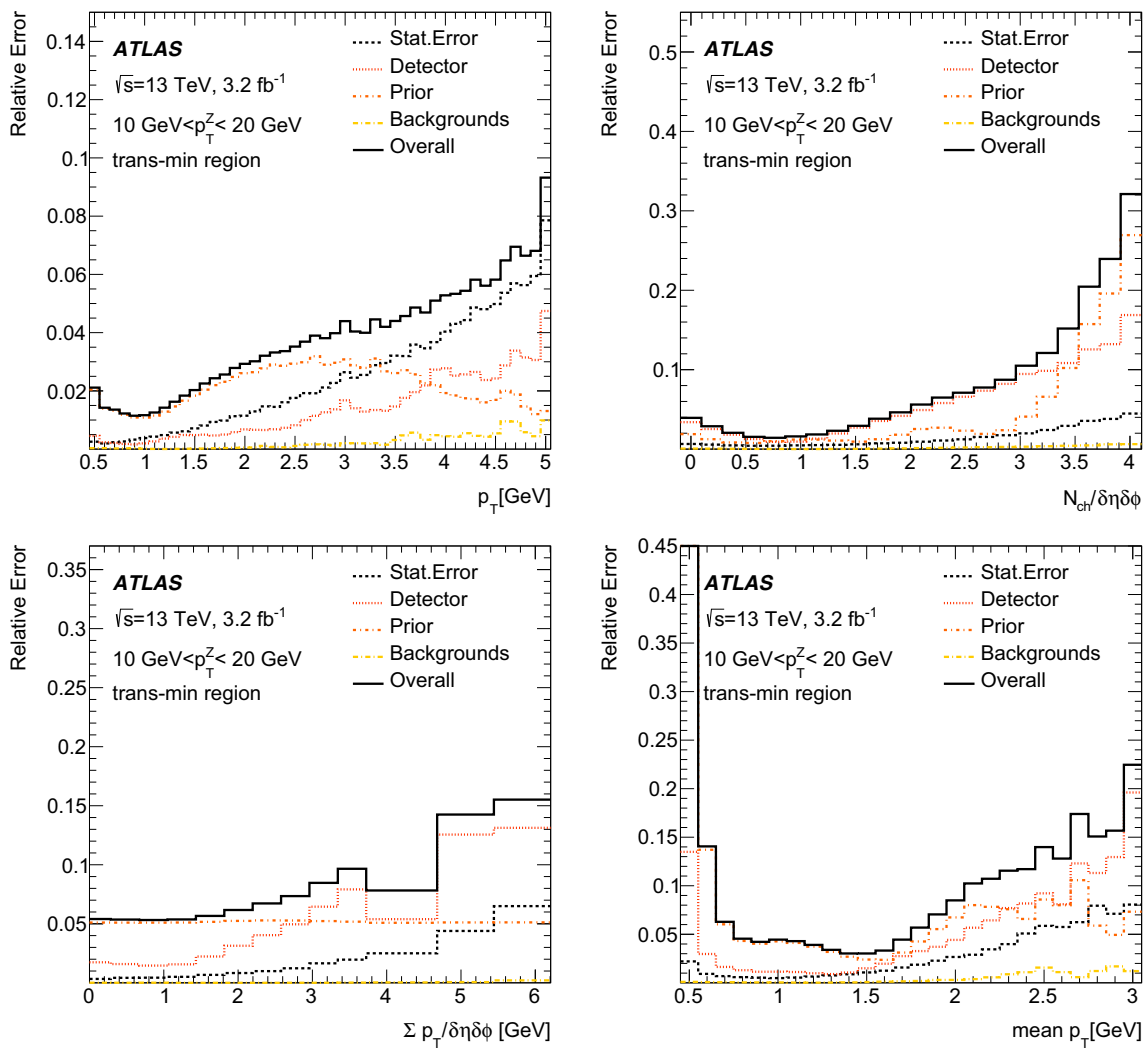 Relative Error
0.14
0.12
0.1
0.08
0.06
0.04
0.02
ATLAS
√s=13 TeV, 3.2 fb⁻¹
10 GeV<p_T^Z< 20 GeV
trans-min region
Stat.Error
Detector
Prior
Backgrounds
Overall
0.5 1 1.5 2 2.5 3 3.5 4 4.5 5
p_T[GeV]
Relative Error
0.5
0.4
0.3
0.2
0.1
ATLAS
√s=13 TeV, 3.2 fb⁻¹
10 GeV<p_T^Z< 20 GeV
trans-min region
Stat.Error
Detector
Prior
Backgrounds
Overall
0 0.5 1 1.5 2 2.5 3 3.5 4
N_ch/δηδϕ
Relative Error
0.35
0.3
0.25
0.2
0.15
0.1
0.05
ATLAS
√s=13 TeV, 3.2 fb⁻¹
10 GeV<p_T^Z< 20 GeV
trans-min region
Stat.Error
Detector
Prior
Backgrounds
Overall
0 1 2 3 4 5 6
Σ p_T/δηδϕ [GeV]
Relative Error
0.45
0.4
0.35
0.3
0.25
0.2
0.15
0.1
0.05
ATLAS
√s=13 TeV, 3.2 fb⁻¹
10 GeV<p_T^Z< 20 GeV
trans-min region
Stat.Error
Detector
Prior
Backgrounds
Overall
0.5 1 1.5 2 2.5 3
mean p_T[GeV]